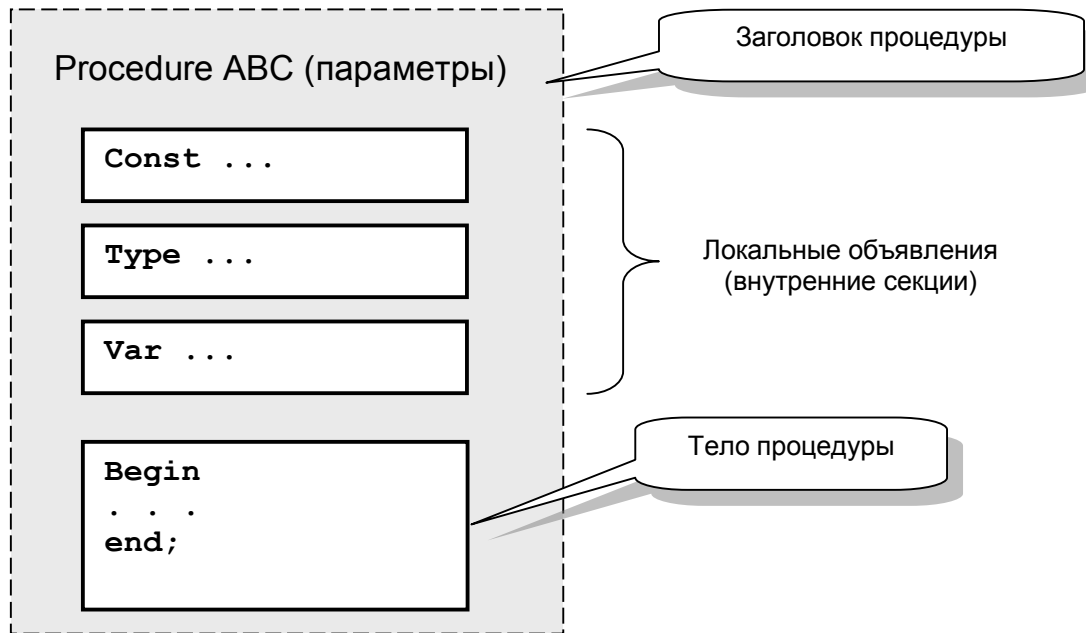 Заголовок процедуры
Procedure ABC (параметры)
Const ...
Type ...
Var ...
Локальные объявления
(внутренние секции)
Тело процедуры
Begin
. . .
end;